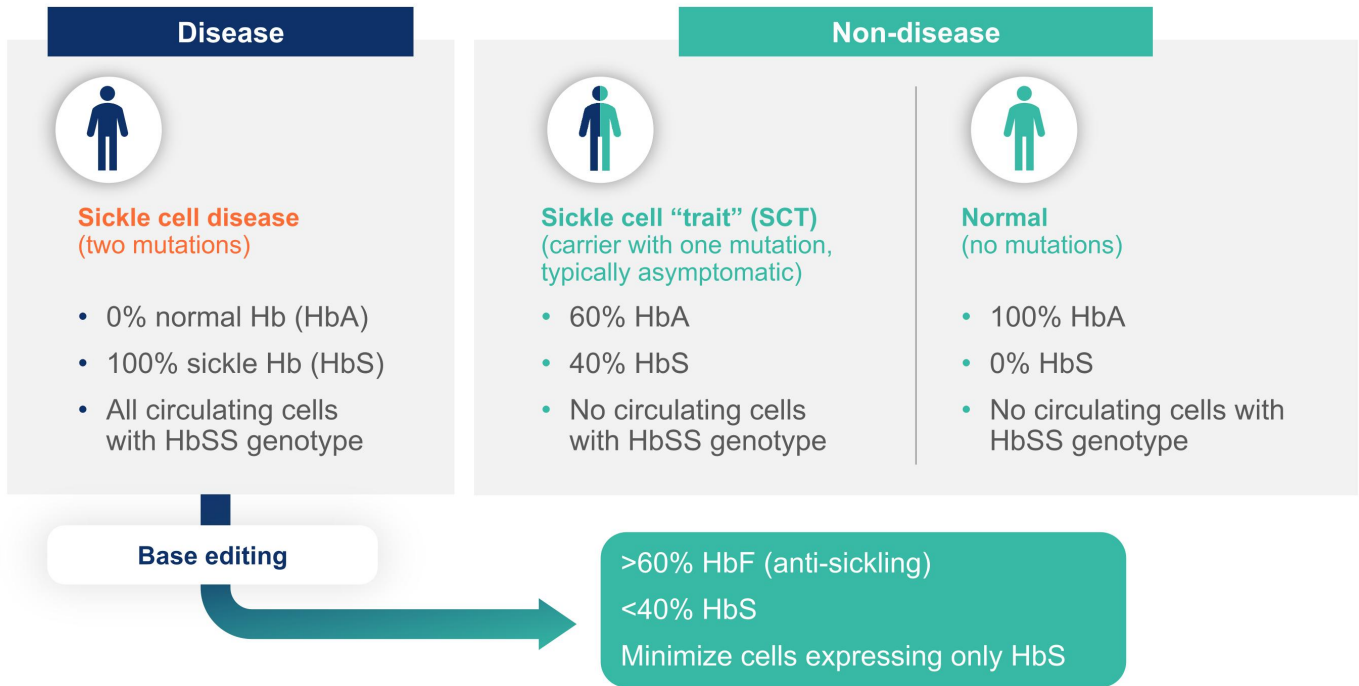 Disease
Sickle cell disease
(two mutations)
• 0% normal Hb (HbA)
• 100% sickle Hb (HbS)
• All circulating cells
with HbSS genotype
Non-disease
Sickle cell “trait” (SCT)
(carrier with one mutation,
typically asymptomatic)
• 60% HbA
• 40% HbS
• No circulating cells
with HbSS genotype
Normal
(no mutations)
• 100% HbA
• 0% HbS
• No circulating cells with
HbSS genotype
Base editing
>60% HbF (anti-sickling)
<40% HbS
Minimize cells expressing only HbS